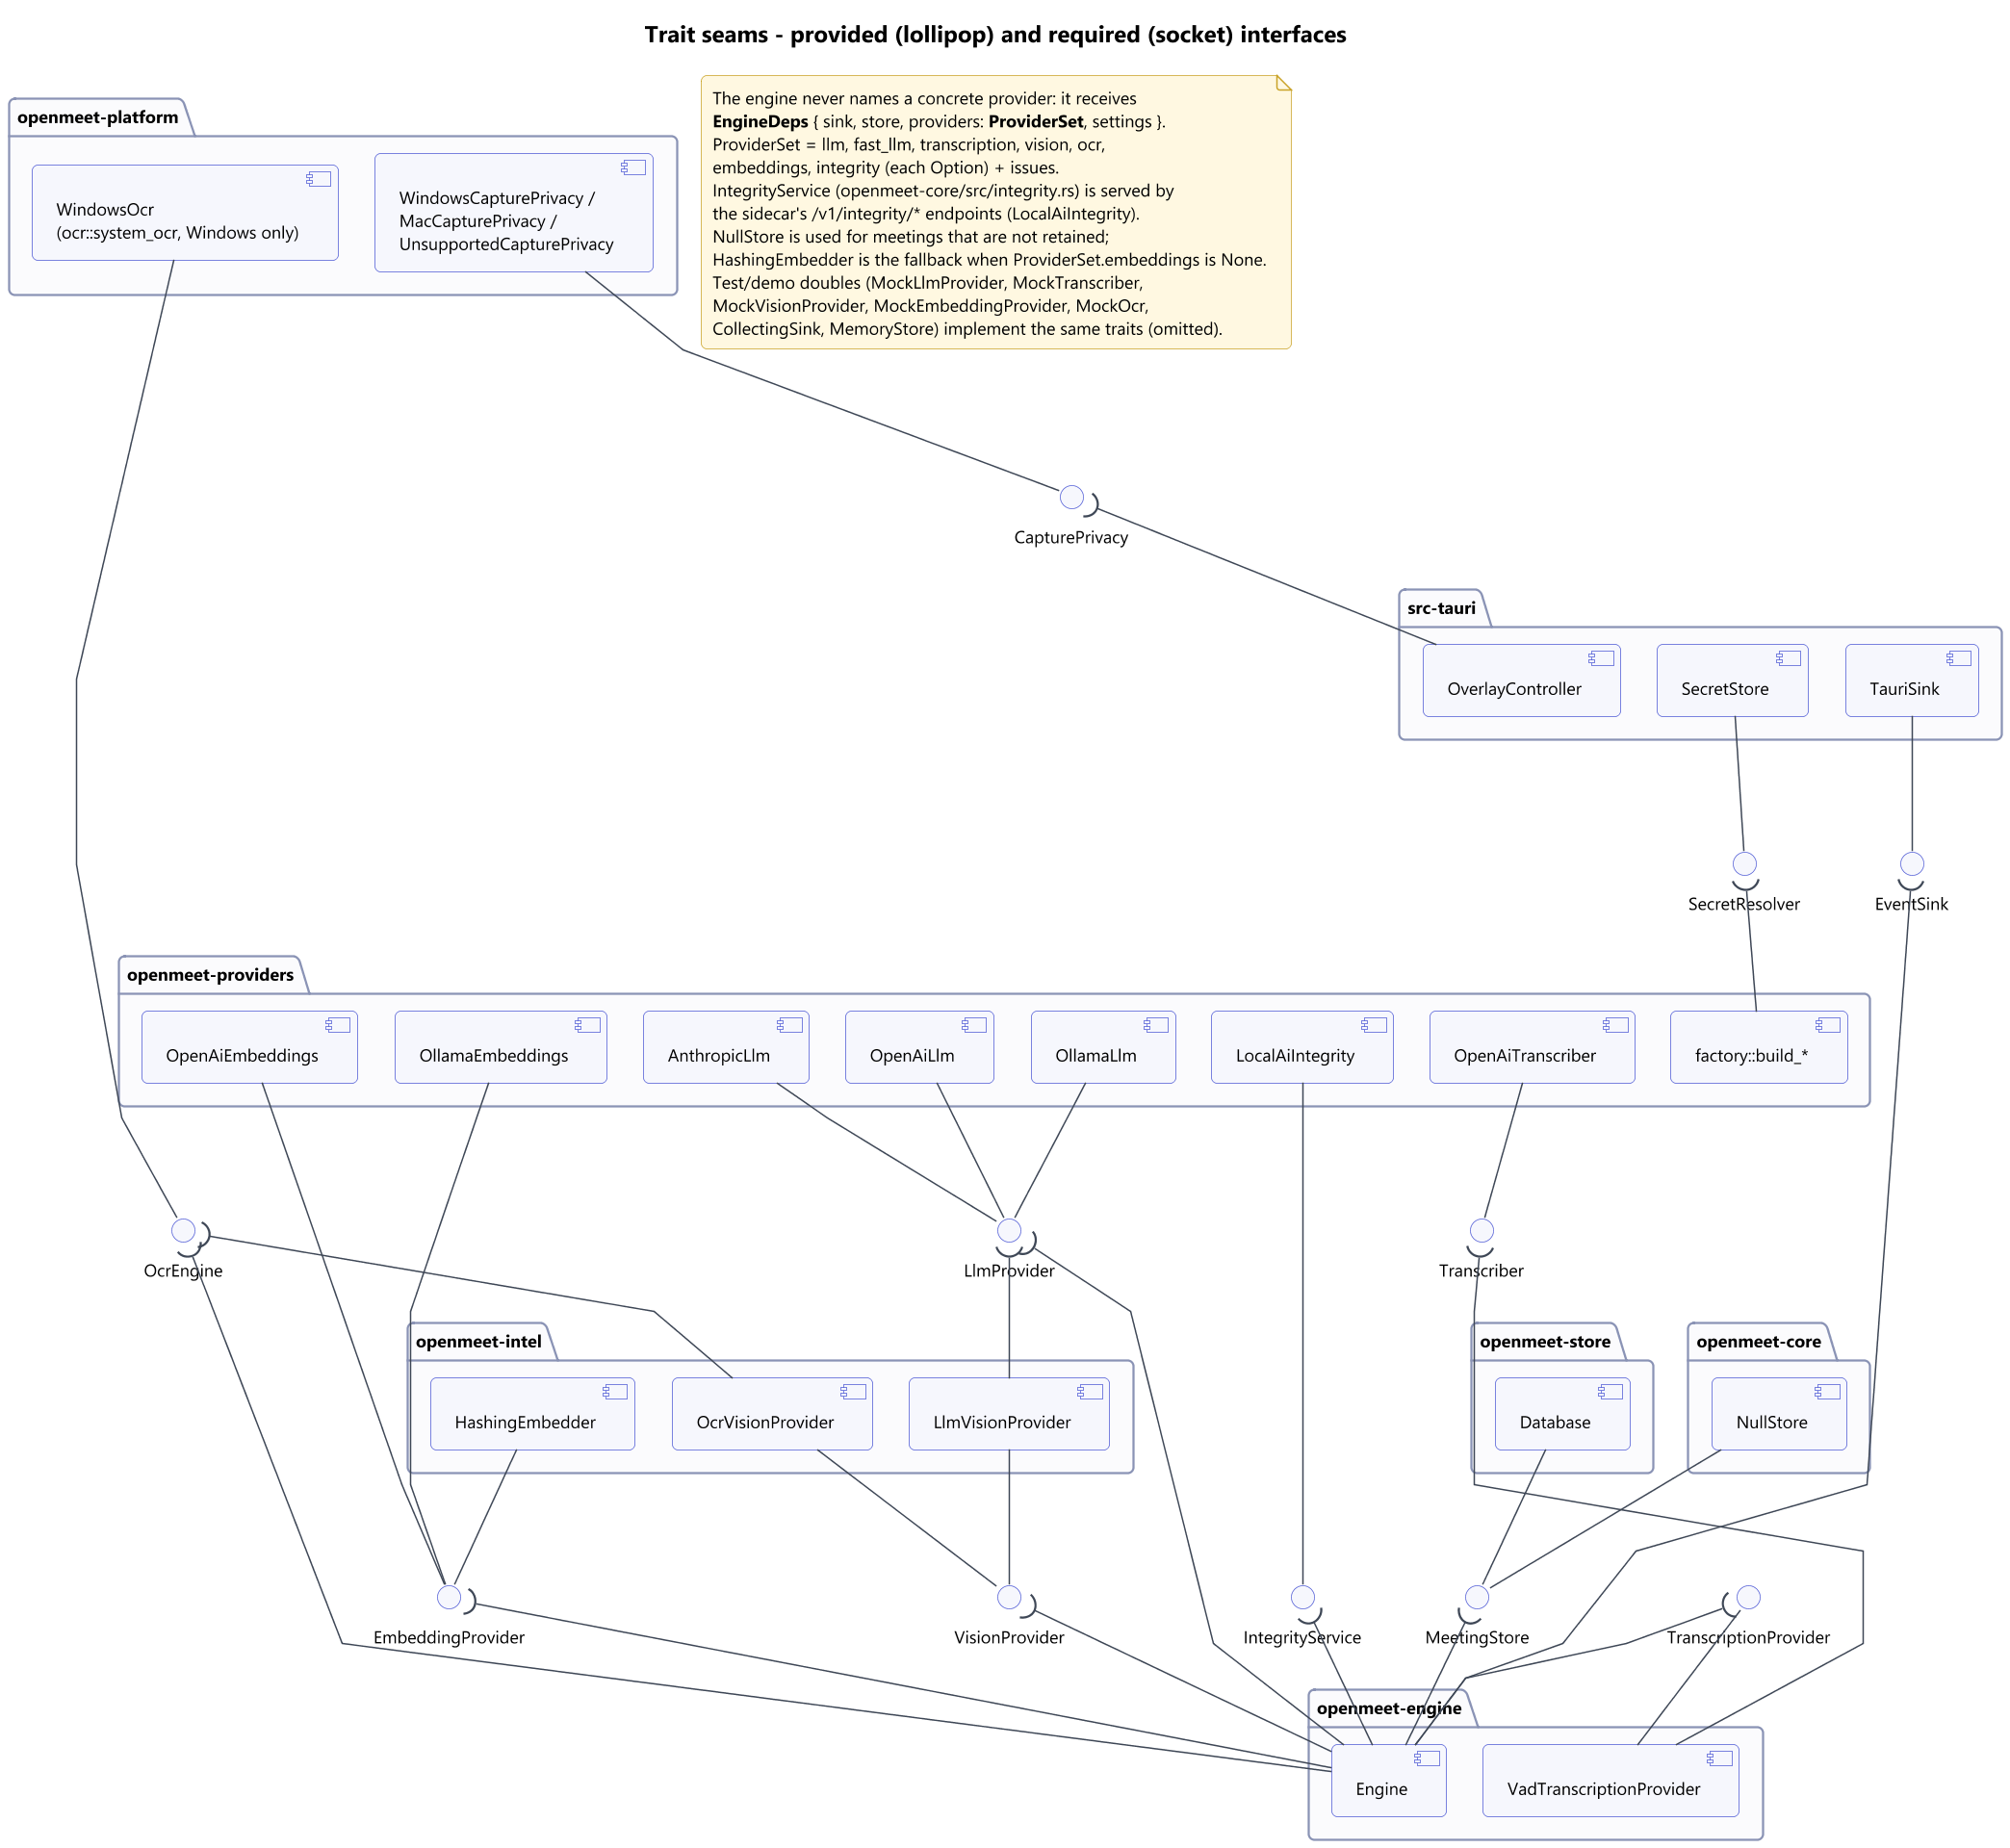 Trait seams - provided (lollipop) and required (socket) interfaces
The engine never names a concrete provider: it receives
EngineDeps { sink, store, providers: ProviderSet, settings }.
ProviderSet = llm, fast_llm, transcription, vision, ocr,
embeddings, integrity (each Option) + issues.
IntegrityService (openmeet-core/src/integrity.rs) is served by
the sidecar's /v1/integrity/* endpoints (LocalAiIntegrity).
NullStore is used for meetings that are not retained;
HashingEmbedder is the fallback when ProviderSet.embeddings is None.
Test/demo doubles (MockLlmProvider, MockTranscriber,
MockVisionProvider, MockEmbeddingProvider, MockOcr,
CollectingSink, MemoryStore) implement the same traits (omitted).
openmeet-platform
WindowsOcr
(ocr::system_ocr, Windows only)
WindowsCapturePrivacy /
MacCapturePrivacy /
UnsupportedCapturePrivacy
CapturePrivacy
src-tauri
OverlayController
SecretStore
TauriSink
SecretResolver
EventSink
openmeet-providers
OpenAiEmbeddings
OllamaEmbeddings
AnthropicLlm
OpenAiLlm
OllamaLlm
LocalAiIntegrity
OpenAiTranscriber
factory::build_*
OcrEngine
LlmProvider
Transcriber
openmeet-intel
HashingEmbedder
OcrVisionProvider
LlmVisionProvider
openmeet-store
Database
openmeet-core
NullStore
EmbeddingProvider
VisionProvider
IntegrityService
MeetingStore
TranscriptionProvider
openmeet-engine
Engine
VadTranscriptionProvider